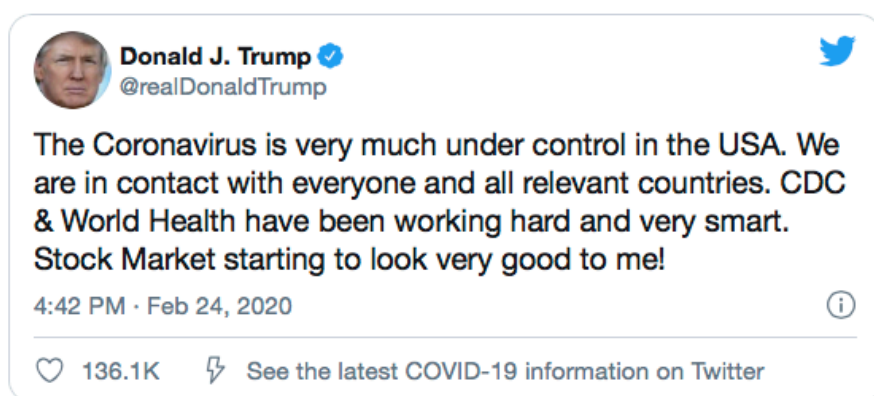 Donald J. Trump
@realDonaldTrump
The Coronavirus is very much under control in the USA. We
are in contact with everyone and all relevant countries. CDC
& World Health have been working hard and very smart.
Stock Market starting to look very good to me!
4:42 PM · Feb 24, 2020
136.1K See the latest COVID-19 information on Twitter